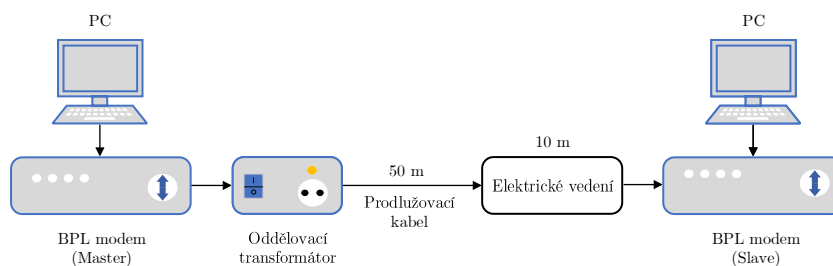 PC
PC
50 m
10 m
Prodlužovací
kabel
Elektrické vedení
BPL modem
(Master)
Oddělovací
transformátor
BPL modem
(Slave)